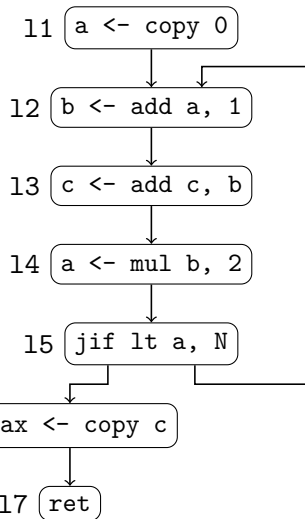 l1 a <- copy 0
l2 b <- add a, 1
l3 c <- add c, b
l4 a <- mul b, 2
l5 jif lt a, N
ax <- copy c
l7 ret